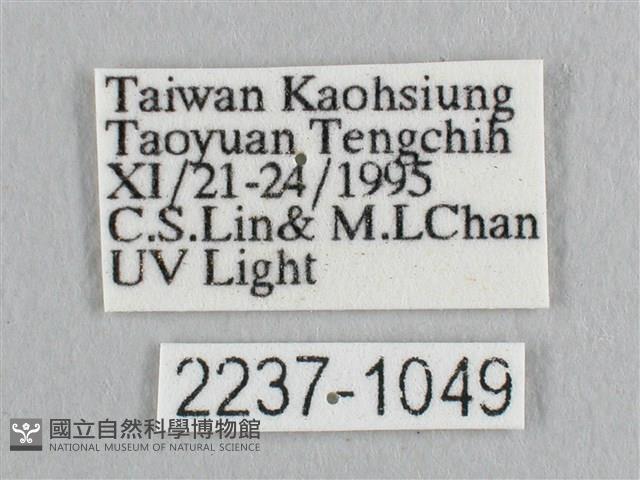 Taiwan Kaohsiung
Taoyuan Tengchih
XI/21-24/1995
C.S.Lin& M.LChan
UV Light
2237-1049
國立自然科學博物館
NATIONAL MUSEUM OF NATURAL SCIENCE